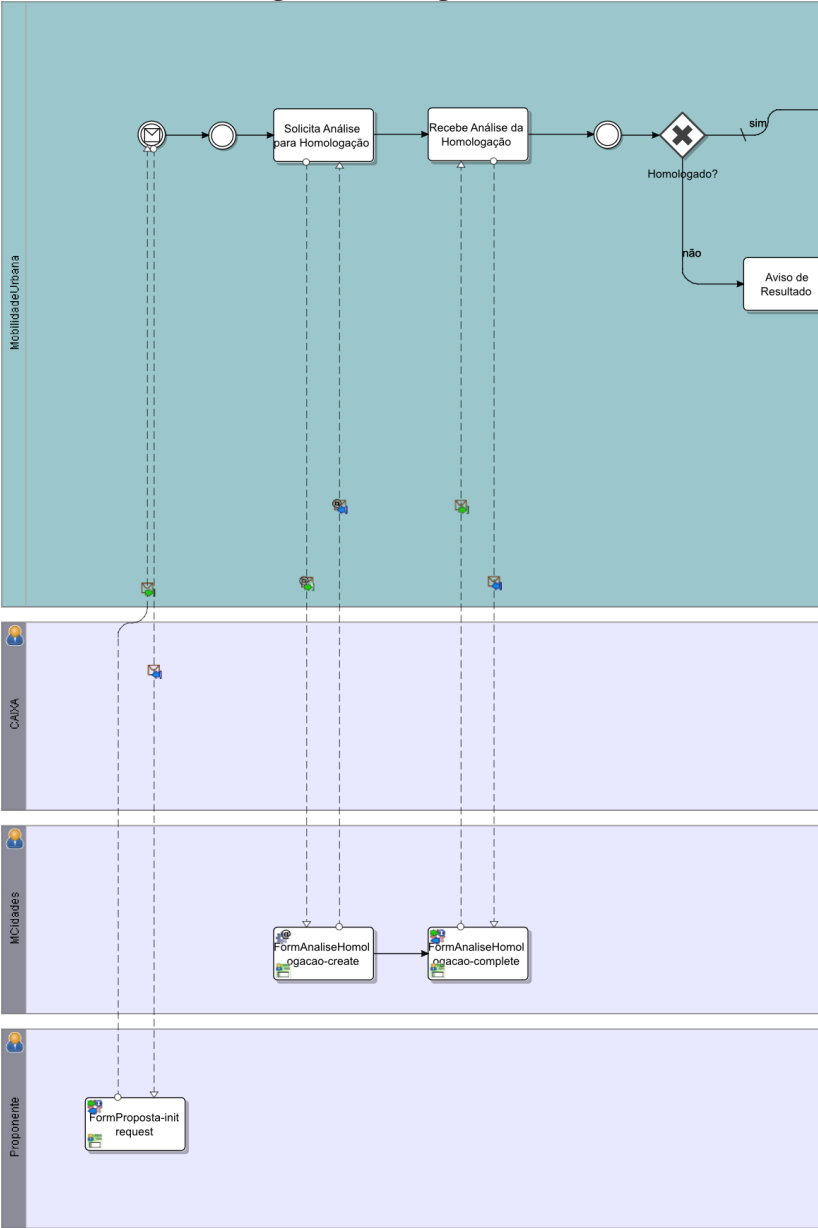 MobilidadeUrbana
Solicita Análise
para Homologação
Recebe Análise da
Homologação
sim
Homologado?
não
Aviso de
Resultado
CAIXA
MCidades
FormAnaliseHomol
ogacao-create
FormAnaliseHomol
ogacao-complete
Proponente
FormProposta-init
request